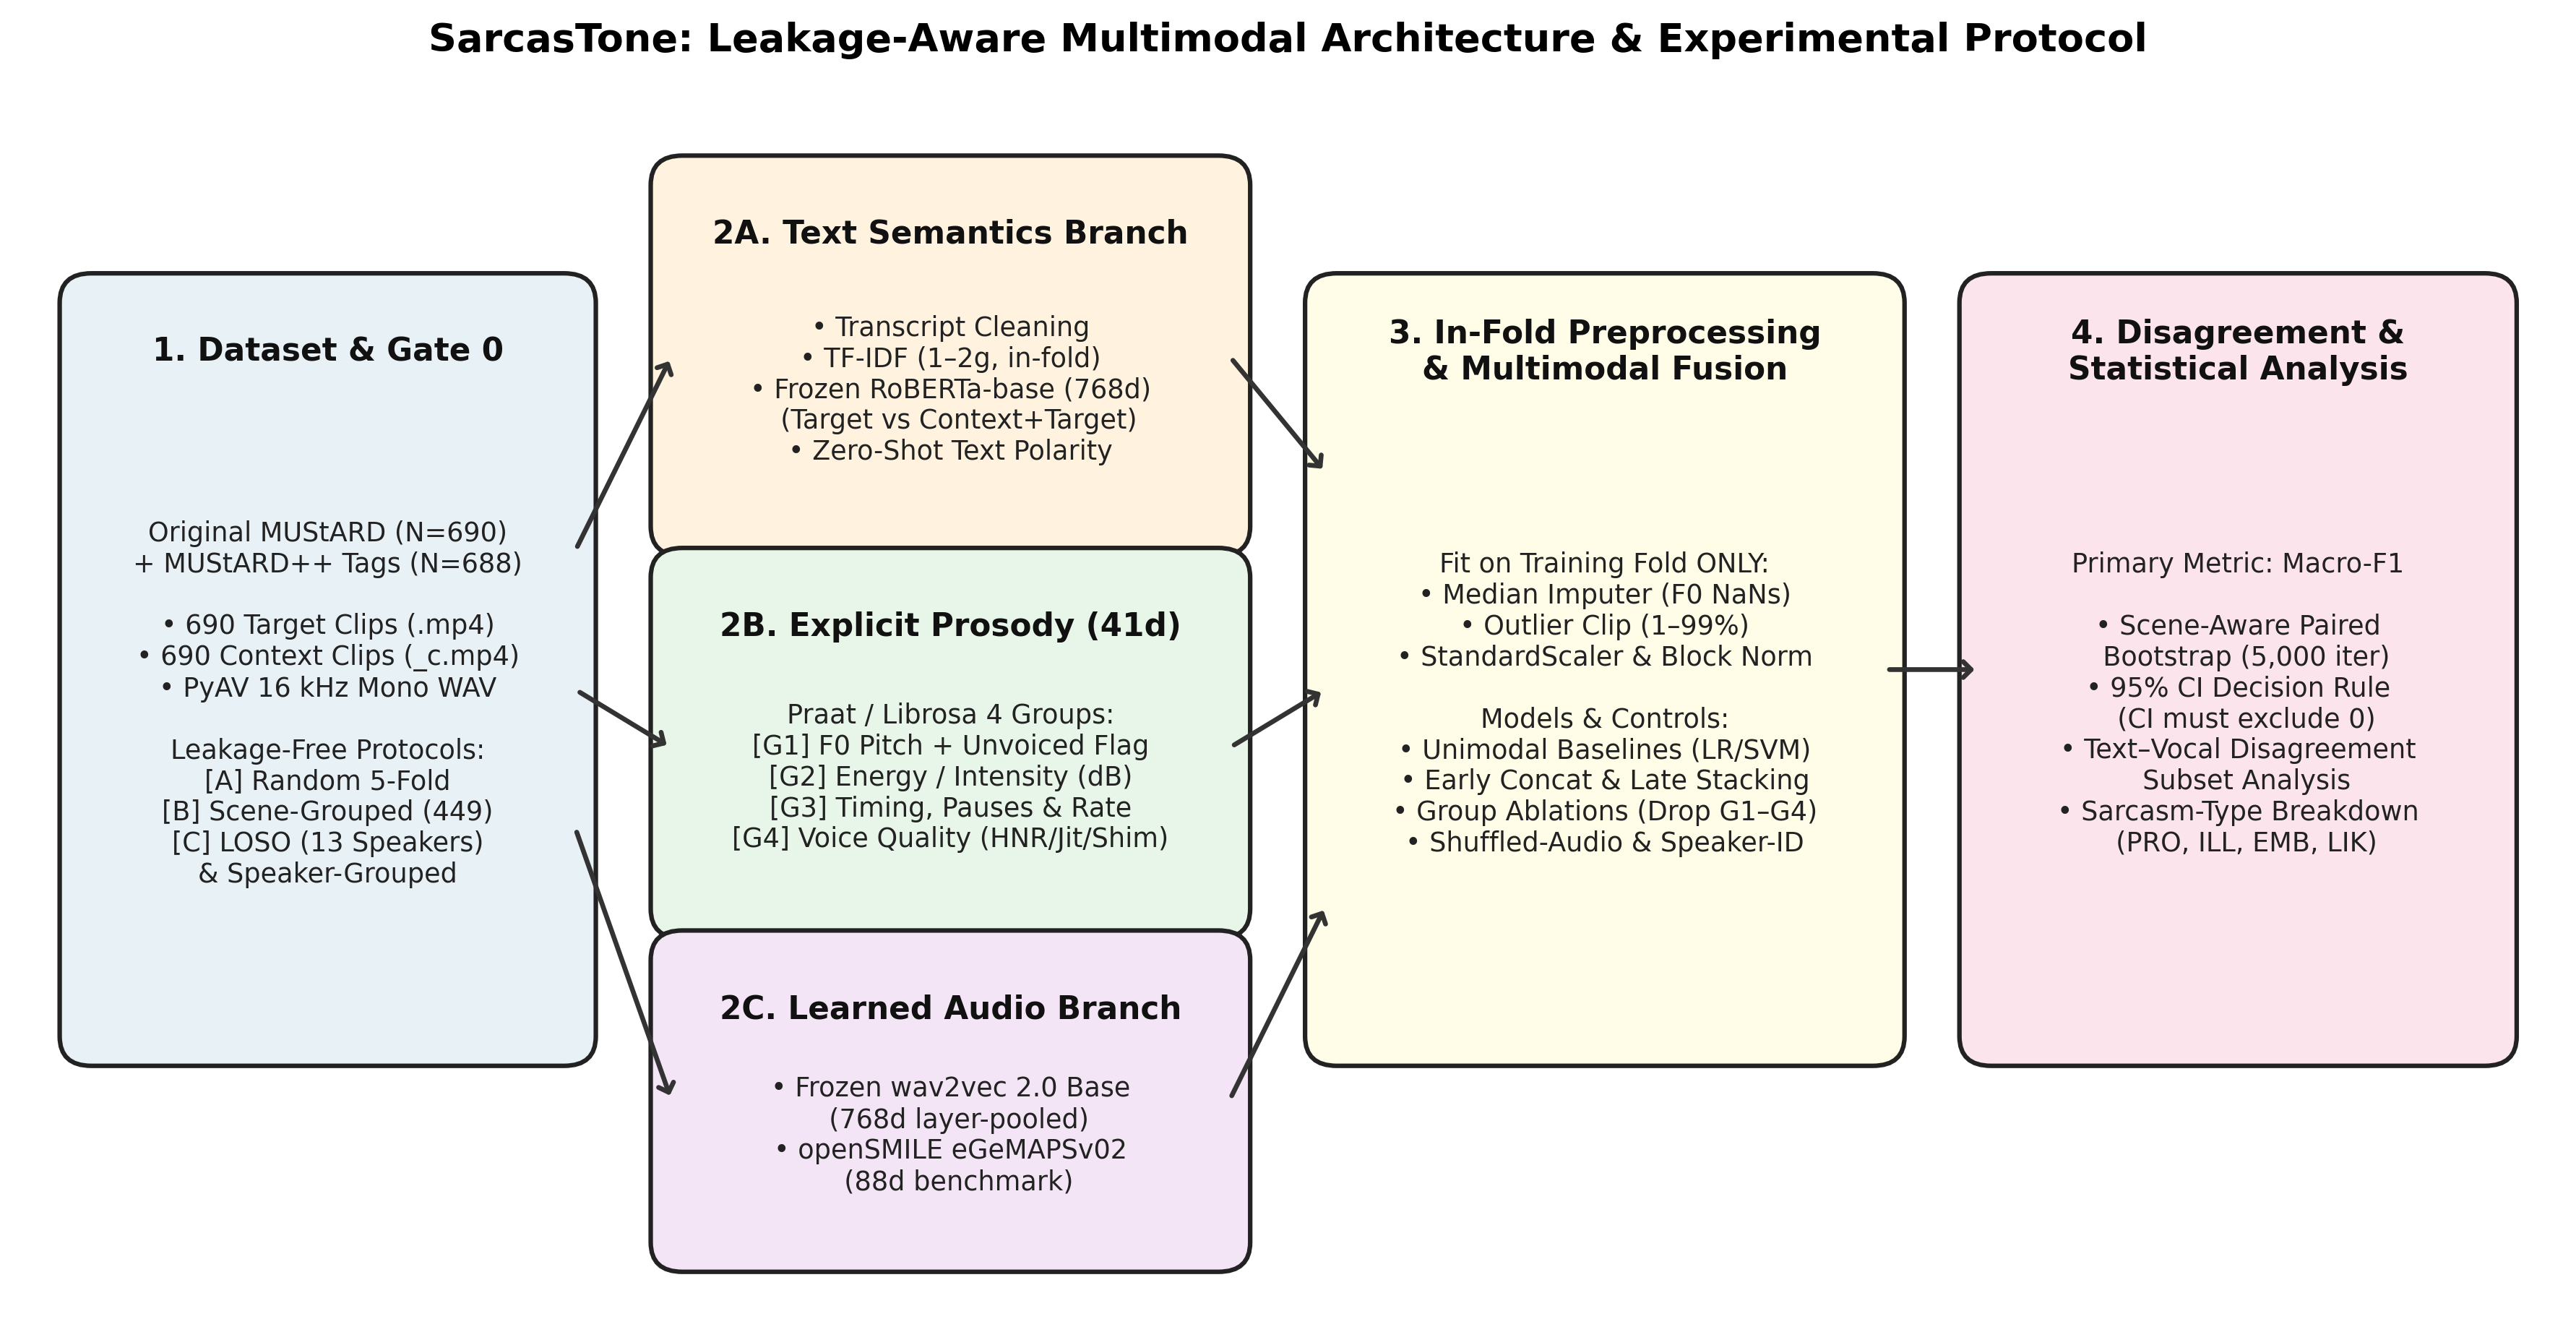 SarcasTone: Leakage-Aware Multimodal Architecture & Experimental Protocol
1. Dataset & Gate 0
Original MUStARD (N=690)
+ MUStARD++ Tags (N=688)
• 690 Target Clips (.mp4)
• 690 Context Clips (_c.mp4)
• PyAV 16 kHz Mono WAV
Leakage-Free Protocols:
[A] Random 5-Fold
[B] Scene-Grouped (449)
[C] LOSO (13 Speakers)
& Speaker-Grouped
2A. Text Semantics Branch
• Transcript Cleaning
• TF-IDF (1–2g, in-fold)
• Frozen RoBERTa-base (768d)
(Target vs Context+Target)
• Zero-Shot Text Polarity
2B. Explicit Prosody (41d)
Praat / Librosa 4 Groups:
[G1] F0 Pitch + Unvoiced Flag
[G2] Energy / Intensity (dB)
[G3] Timing, Pauses & Rate
[G4] Voice Quality (HNR/Jit/Shim)
2C. Learned Audio Branch
• Frozen wav2vec 2.0 Base
(768d layer-pooled)
• openSMILE eGeMAPSv02
(88d benchmark)
3. In-Fold Preprocessing
& Multimodal Fusion
Fit on Training Fold ONLY:
• Median Imputer (F0 NaNs)
• Outlier Clip (1–99%)
• StandardScaler & Block Norm
Models & Controls:
• Unimodal Baselines (LR/SVM)
• Early Concat & Late Stacking
• Group Ablations (Drop G1–G4)
• Shuffled-Audio & Speaker-ID
4. Disagreement &
Statistical Analysis
Primary Metric: Macro-F1
• Scene-Aware Paired
Bootstrap (5,000 iter)
• 95% CI Decision Rule
(CI must exclude 0)
• Text–Vocal Disagreement
Subset Analysis
• Sarcasm-Type Breakdown
(PRO, ILL, EMB, LIK)